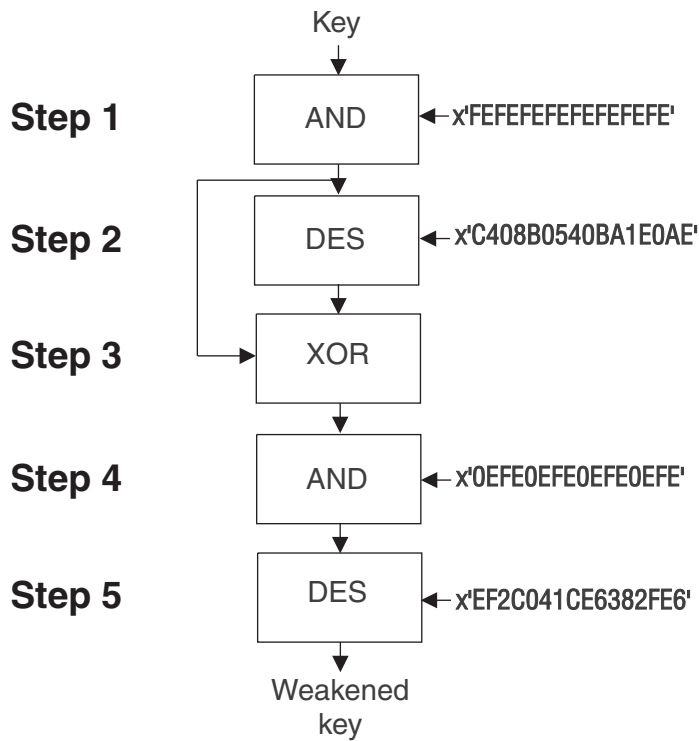 Key
Step 1
AND
x'FEFEFEFEFEFEFEFE'
Step 2
DES
x'C408B0540BA1E0AE'
Step 3
XOR
Step 4
AND
x'0EFE0EFE0EFE0EFE'
Step 5
DES
x'EF2C041CE6382FE6'
Weakened
key